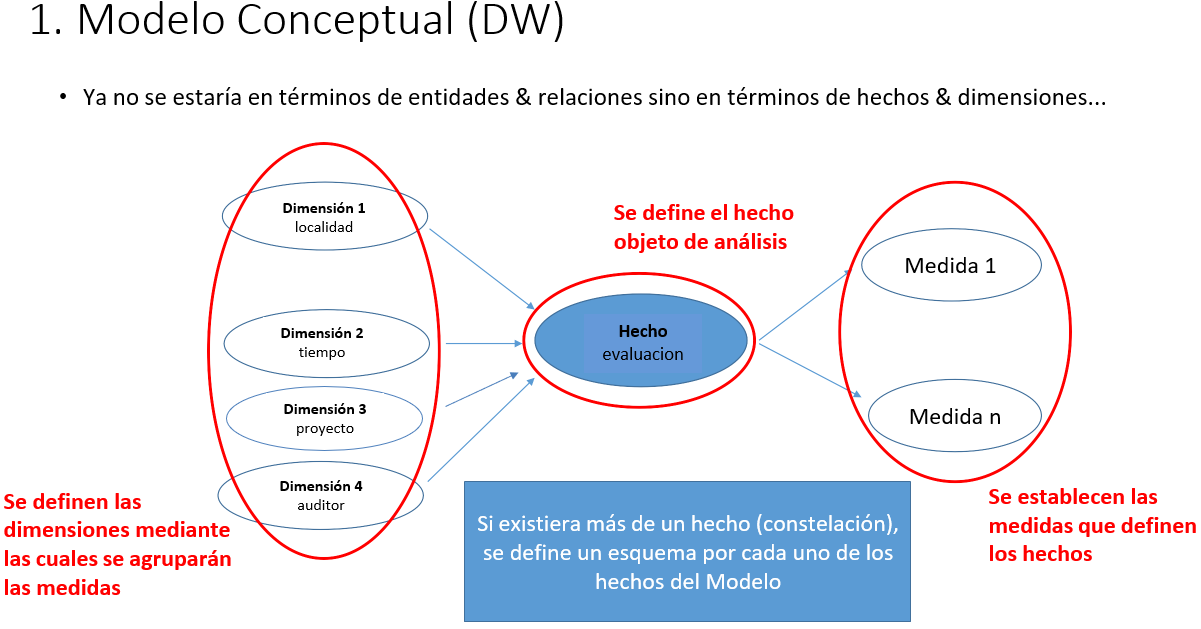 1. Modelo Conceptual (DW)
• Ya no se estaría en términos de entidades & relaciones sino en términos de hechos & dimensiones...
Dimensión 1
localidad
Dimensión 2
tiempo
Dimensión 3
proyecto
Dimensión 4
auditor
Se definen las
dimensiones mediante
las cuales se agruparán
las medidas
Se define el hecho
objeto de análisis
Hecho
evaluacion
Si existiera más de un hecho (constelación),
se define un esquema por cada uno de los
hechos del Modelo
Medida 1
Medida n
Se establecen las
medidas que definen
los hechos